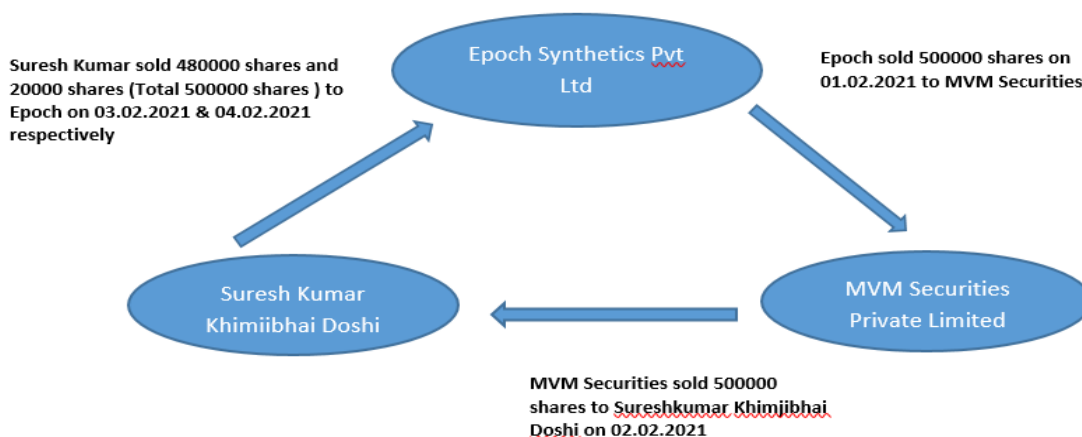 Epoch Synthetics Pvt
Ltd
Suresh Kumar sold 480000 shares and
20000 shares (Total 500000 shares ) to
Epoch on 03.02.2021 & 04.02.2021
respectively
Epoch sold 500000 shares on
01.02.2021 to MVM Securities
Suresh Kumar
Khimiibhai Doshi
MVM Securities
Private Limited
MVM Securities sold 500000
shares to Sureshkumar Khimjibhai
Doshi on 02.02.2021